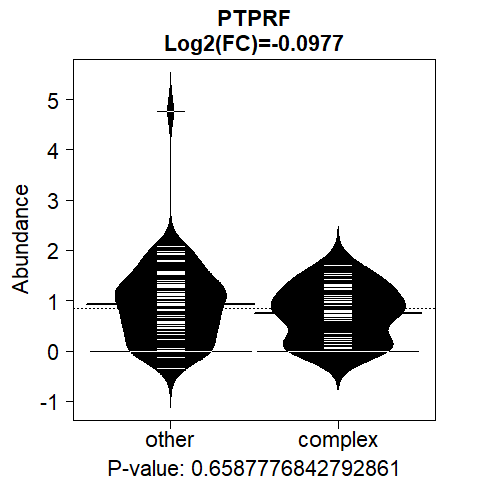 PTPRF
Log2(FC)=-0.0977
Abundance
5
4
3
2
1
0
-1
other complex
P-value: 0.6587776842792861